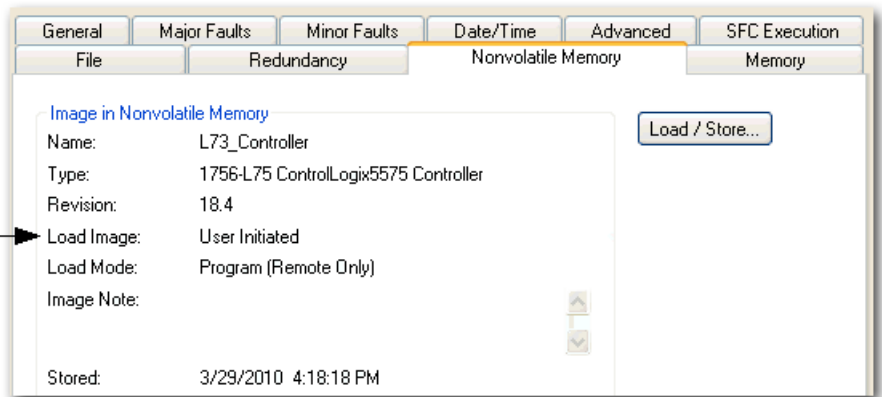 General Major Faults Minor Faults Date/Time Advanced SFC Execution
File Redundancy Nonvolatile Memory Memory
Image in Nonvolatile Memory
Load / Store...
Name: L73_Controller
Type: 1756-L75 ControlLogix5575 Controller
Revision: 18.4
Load Image: User Initiated
Load Mode: Program (Remote Only)
Image Note:
Stored: 3/29/2010 4:18:18 PM